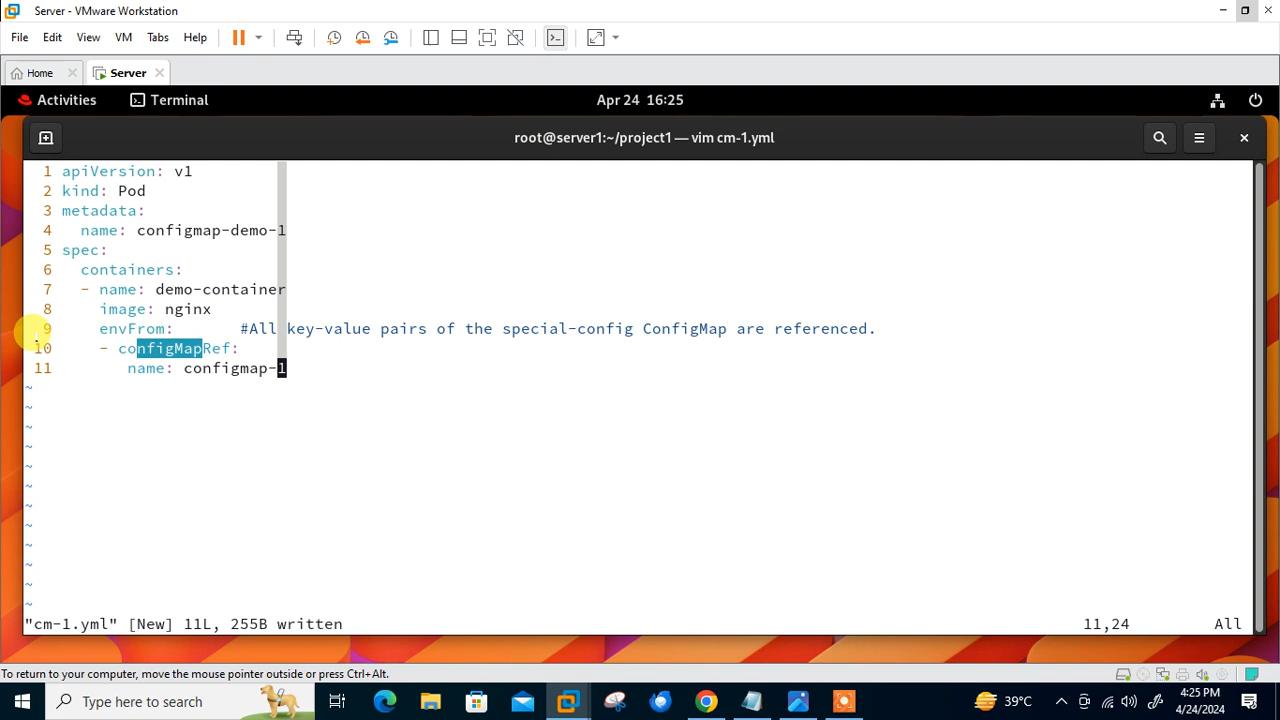 Server - VMware Workstation
File Edit View VM Tabs Help
Home Server
Activities Terminal Apr 24 16:25
root@server1:~/project1 — vim cm-1.yml
1 apiVersion: v1
2 kind: Pod
3 metadata:
4   name: configmap-demo-1
5 spec:
6   containers:
7   - name: demo-container
8     image: nginx
9     envFrom:       #All key-value pairs of the special-config ConfigMap are referenced.
10     - configMapRef:
11        name: configmap-1
~
~
~
~
~
~
~
~
~
~
~
~
"cm-1.yml" [New] 11L, 255B written 11,24 All
To return to your computer, move the mouse pointer outside or press Ctrl+Alt.
Type here to search 39°C 4:25 PM
4/24/2024